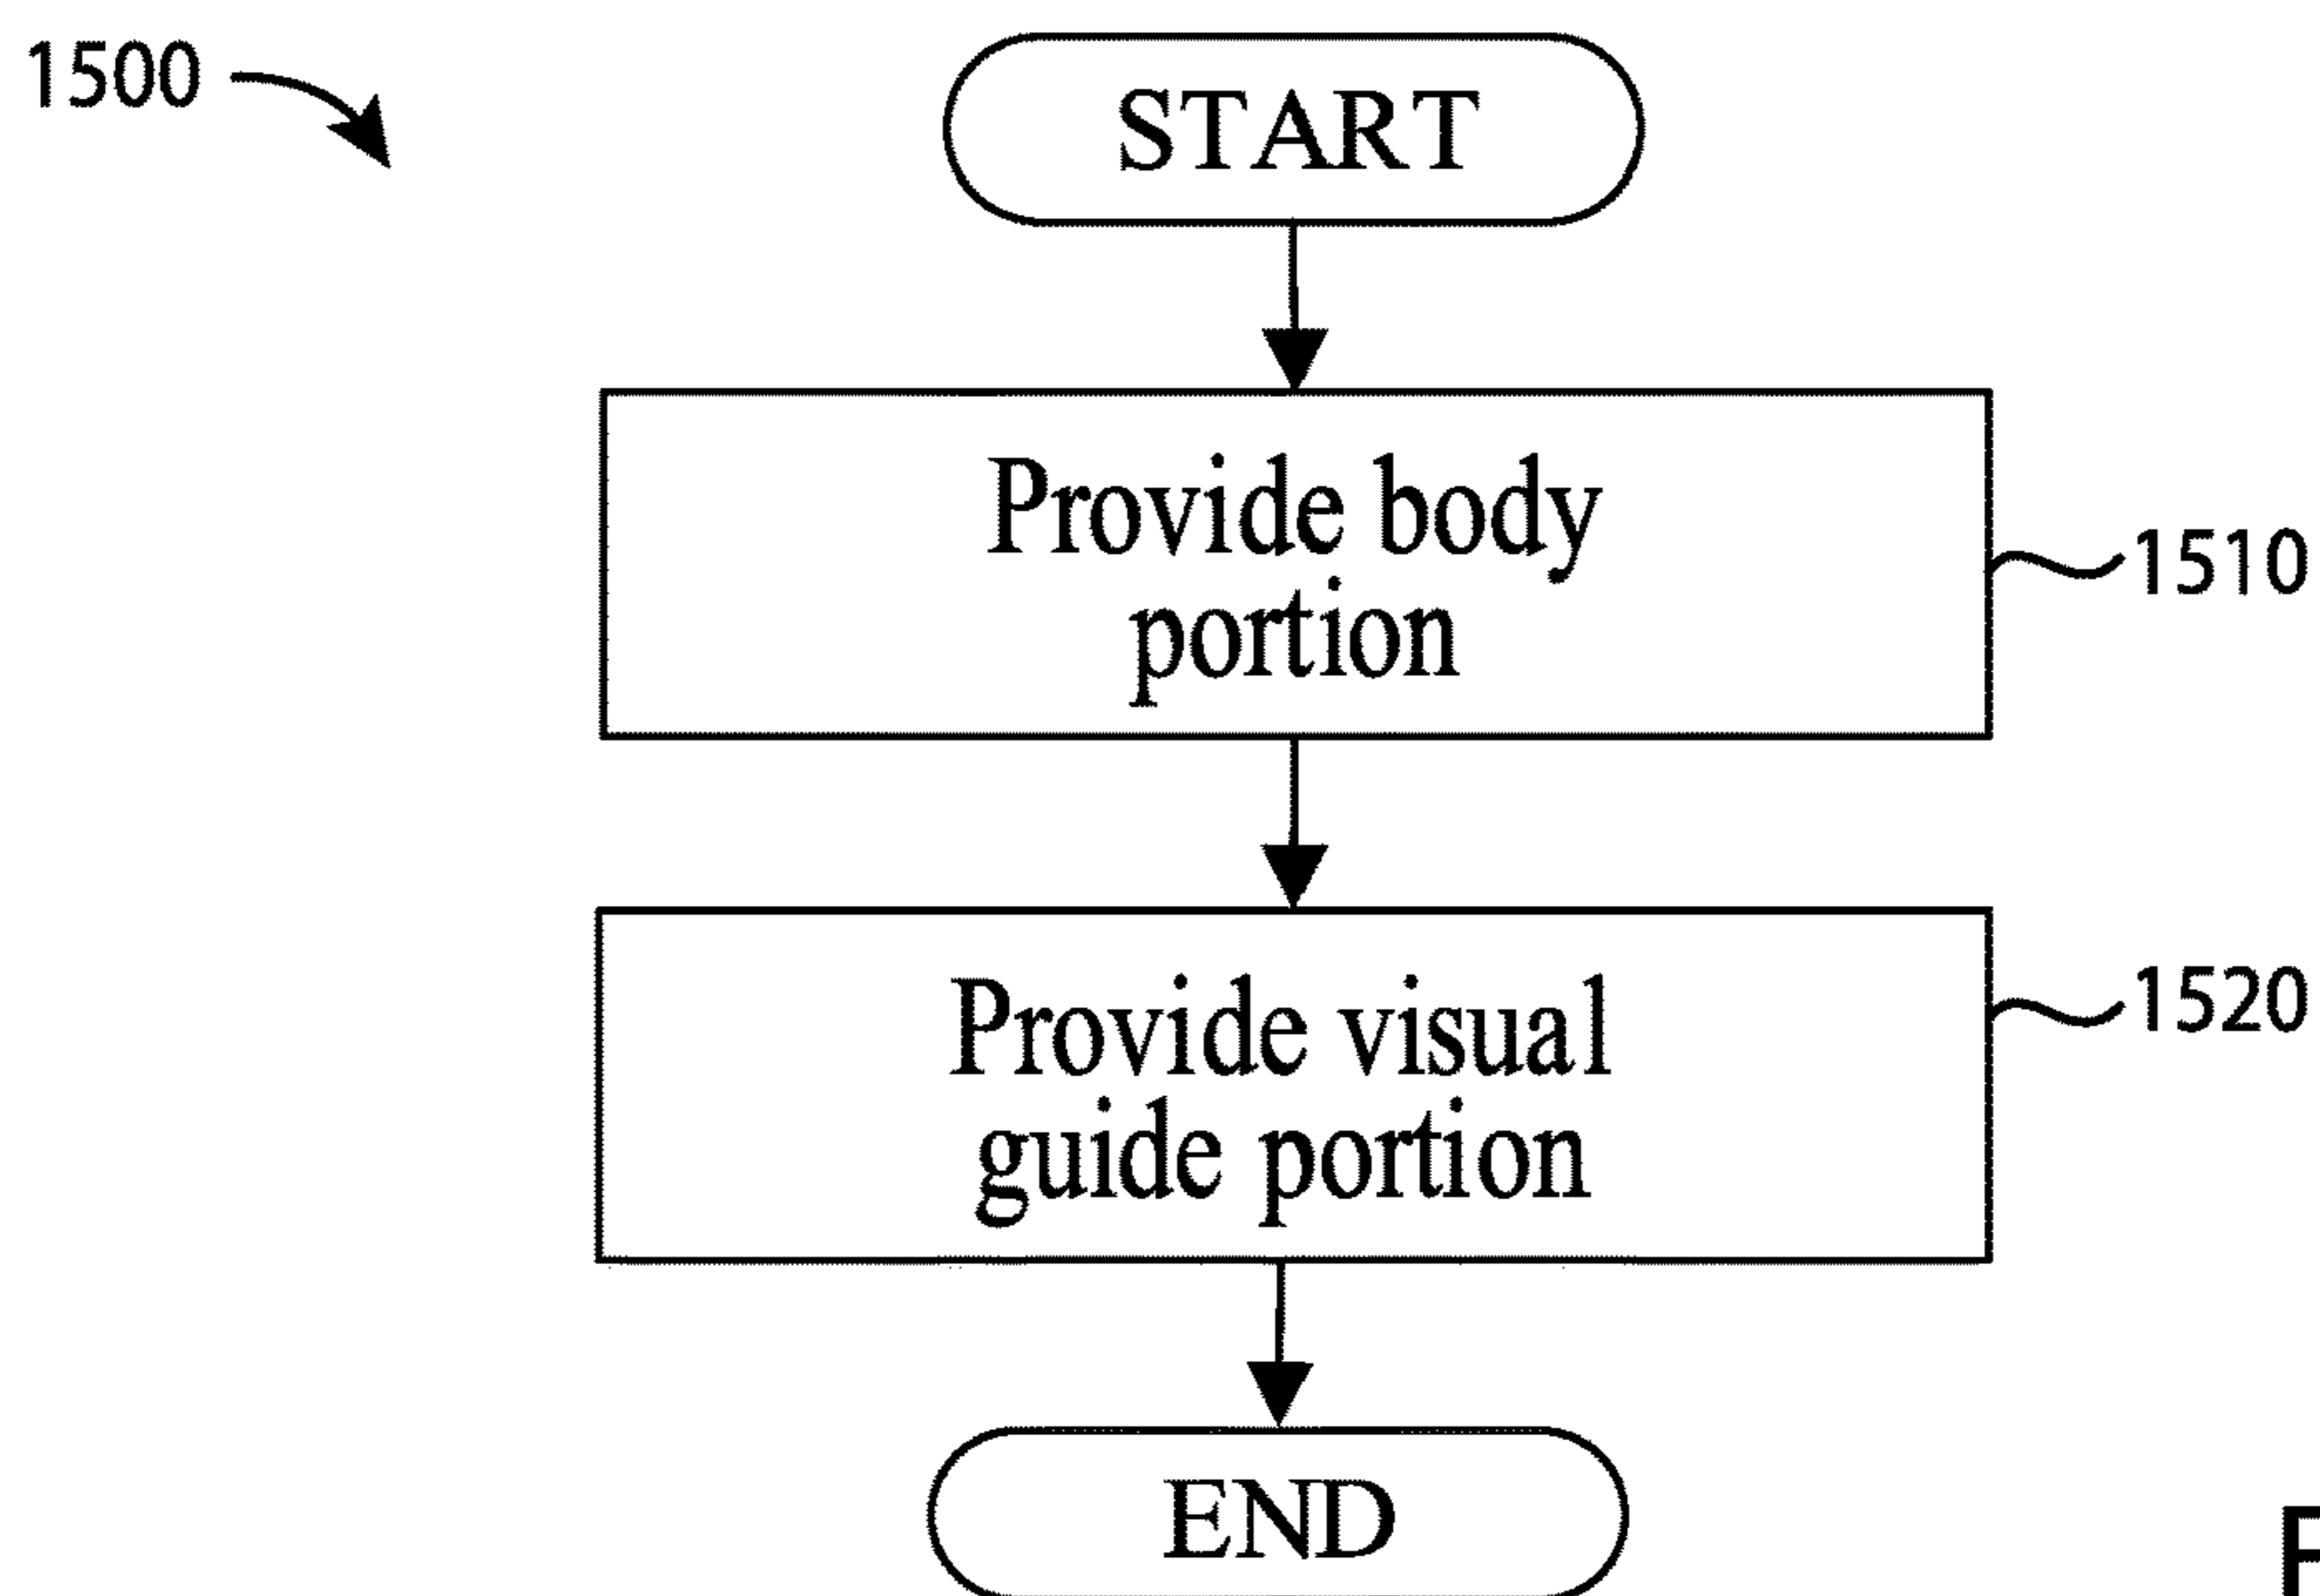 1500
START
Provide body
portion
1510
Provide visual
guide portion
1520
END